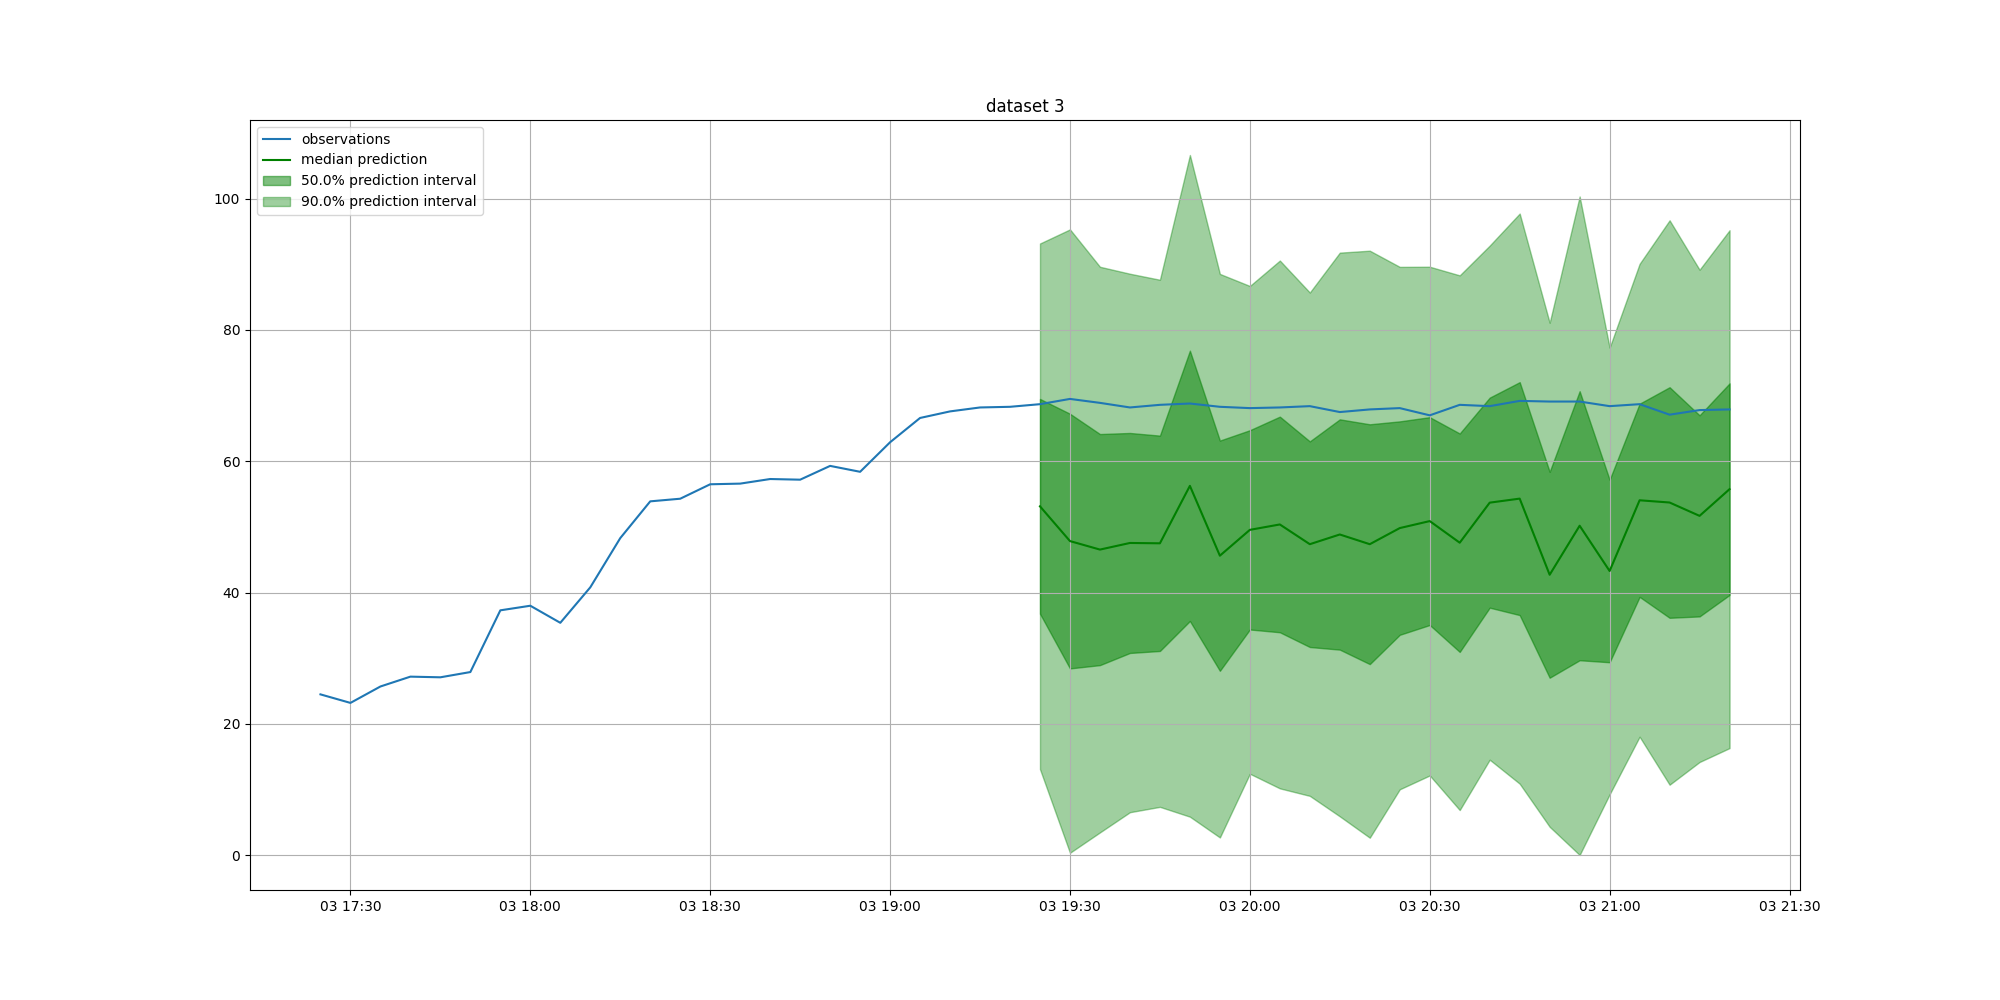 dataset 3
observations
median prediction
50.0% prediction interval
90.0% prediction interval
100
80
60
40
20
0
03 17:30 03 18:00 03 18:30 03 19:00 03 19:30 03 20:00 03 20:30 03 21:00 03 21:30